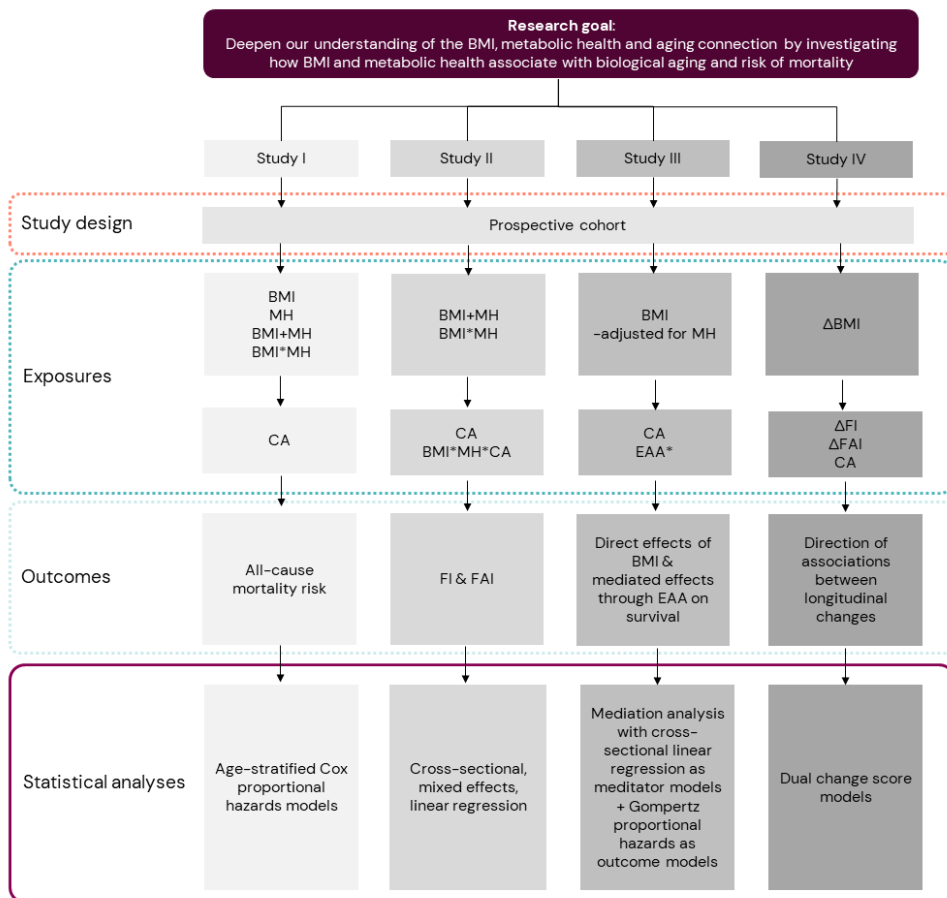 Research goal:
Deepen our understanding of the BMI, metabolic health and aging connection by investigating
how BMI and metabolic health associate with biological aging and risk of mortality
Study I
Study II
Study III
Study IV
Study design
Prospective cohort
Exposures
BMI
MH
BMI+MH
BMI*MH
BMI+MH
BMI*MH
BMI
-adjusted for MH
ΔBMI
CA
CA
BMI*MH*CA
CA
EAA*
ΔFI
ΔFAI
CA
Outcomes
All-cause
mortality risk
FI & FAI
Direct effects of
BMI &
mediated effects
through EAA on
survival
Direction of
associations
between
longitudinal
changes
Statistical analyses
Age-stratified Cox
proportional
hazards models
Cross-sectional,
mixed effects,
linear regression
Mediation analysis
with cross-
sectional linear
regression as
meditator models
+ Gompertz
proportional
hazards as
outcome models
Dual change score
models